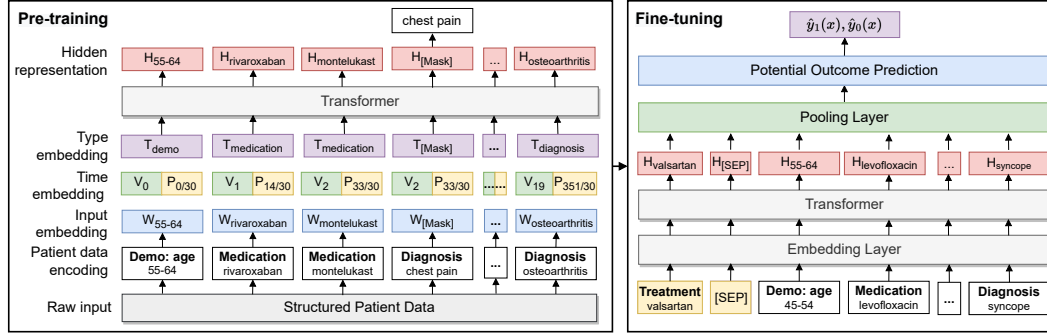 Pre-training
chest pain
Hidden
representation
H55-64 Hrivaroxaban Hmontelukast H[Mask] ... Hosteoarthritis
Transformer
Type
embedding
Tdemo Tmedication Tmedication T[Mask] ... Tdiagnosis
Time
embedding
V0 P0/30 V1 P14/30 V2 P33/30 V2 P33/30 ...... V19 P351/30
Input
embedding
W55-64 Wrivaroxaban Wmontelukast W[Mask] ... Wosteoarthritis
Patient data
encoding
Demo: age Medication Medication Diagnosis ... Diagnosis
55-64 rivaroxaban montelukast chest pain osteoarthritis
Raw input
Structured Patient Data
Fine-tuning
ŷ1(x), ŷ0(x)
Potential Outcome Prediction
Pooling Layer
Hvalsartan H[SEP] H55-64 Hlevofloxacin ... Hsyncope
Transformer
Embedding Layer
Treatment [SEP] Demo: age Medication ... Diagnosis
valsartan 45-54 levofloxacin syncope